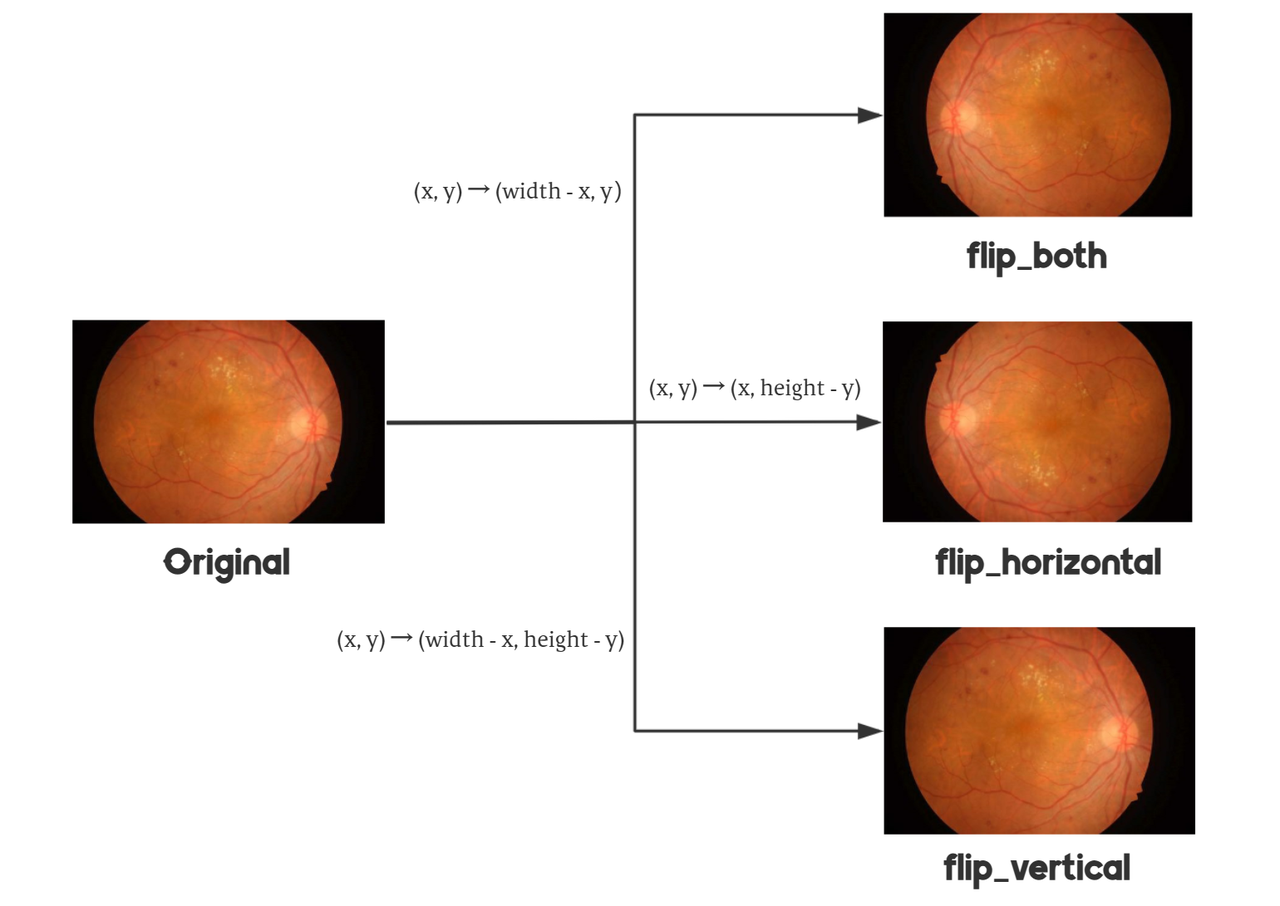 (x, y) → (width - x, y)
flip_both
(x, y) → (x, height - y)
Original
flip_horizontal
(x, y) → (width - x, height - y)
flip_vertical